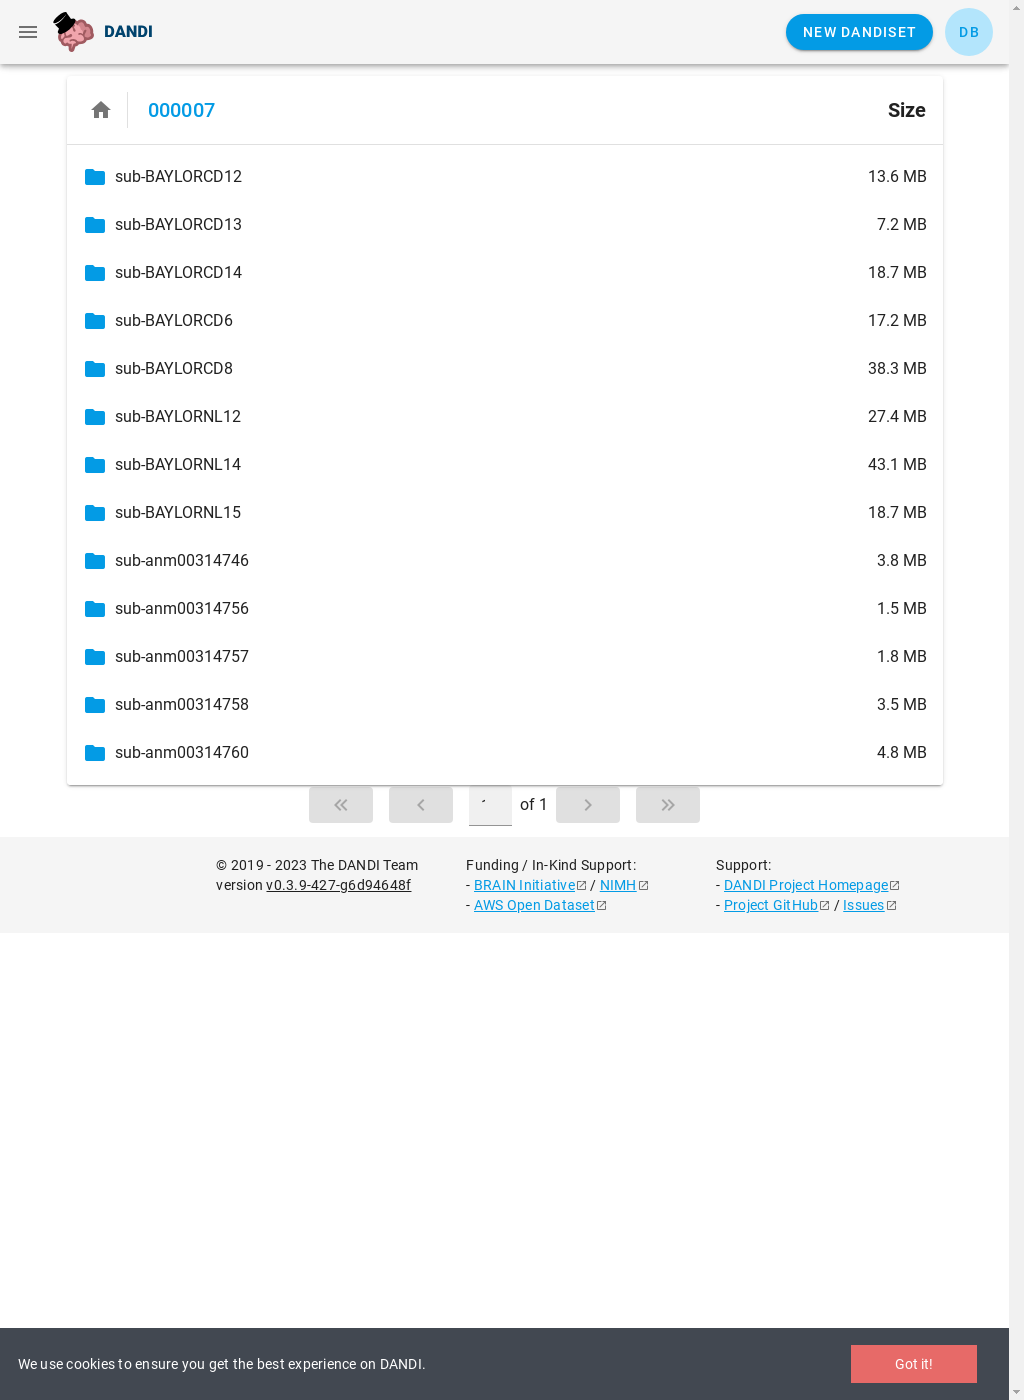 DANDI
NEW DANDISET
DB
000007
Size
sub-BAYLORCD12 13.6 MB
sub-BAYLORCD13 7.2 MB
sub-BAYLORCD14 18.7 MB
sub-BAYLORCD6 17.2 MB
sub-BAYLORCD8 38.3 MB
sub-BAYLORNL12 27.4 MB
sub-BAYLORNL14 43.1 MB
sub-BAYLORNL15 18.7 MB
sub-anm00314746 3.8 MB
sub-anm00314756 1.5 MB
sub-anm00314757 1.8 MB
sub-anm00314758 3.5 MB
sub-anm00314760 4.8 MB
of 1
© 2019 - 2023 The DANDI Team
version v0.3.9-427-g6d94648f
Funding / In-Kind Support:
- BRAIN Initiative / NIMH
- AWS Open Dataset
Support:
- DANDI Project Homepage
- Project GitHub / Issues
We use cookies to ensure you get the best experience on DANDI.
Got it!